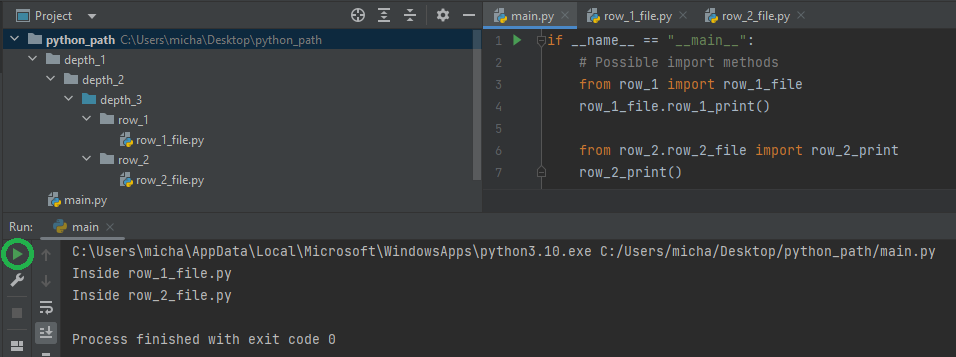 Project
python_path C:\Users\micha\Desktop\python_path
depth_1
depth_2
depth_3
row_1
row_1_file.py
row_2
row_2_file.py
main.py
main.py row_1_file.py row_2_file.py
1 if __name__ == "__main__":
2 # Possible import methods
3 from row_1 import row_1_file
4 row_1_file.row_1_print()
5
6 from row_2.row_2_file import row_2_print
7 row_2_print()
Run: main
C:\Users\micha\AppData\Local\Microsoft\WindowsApps\python3.10.exe C:/Users/micha/Desktop/python_path/main.py
Inside row_1_file.py
Inside row_2_file.py
Process finished with exit code 0